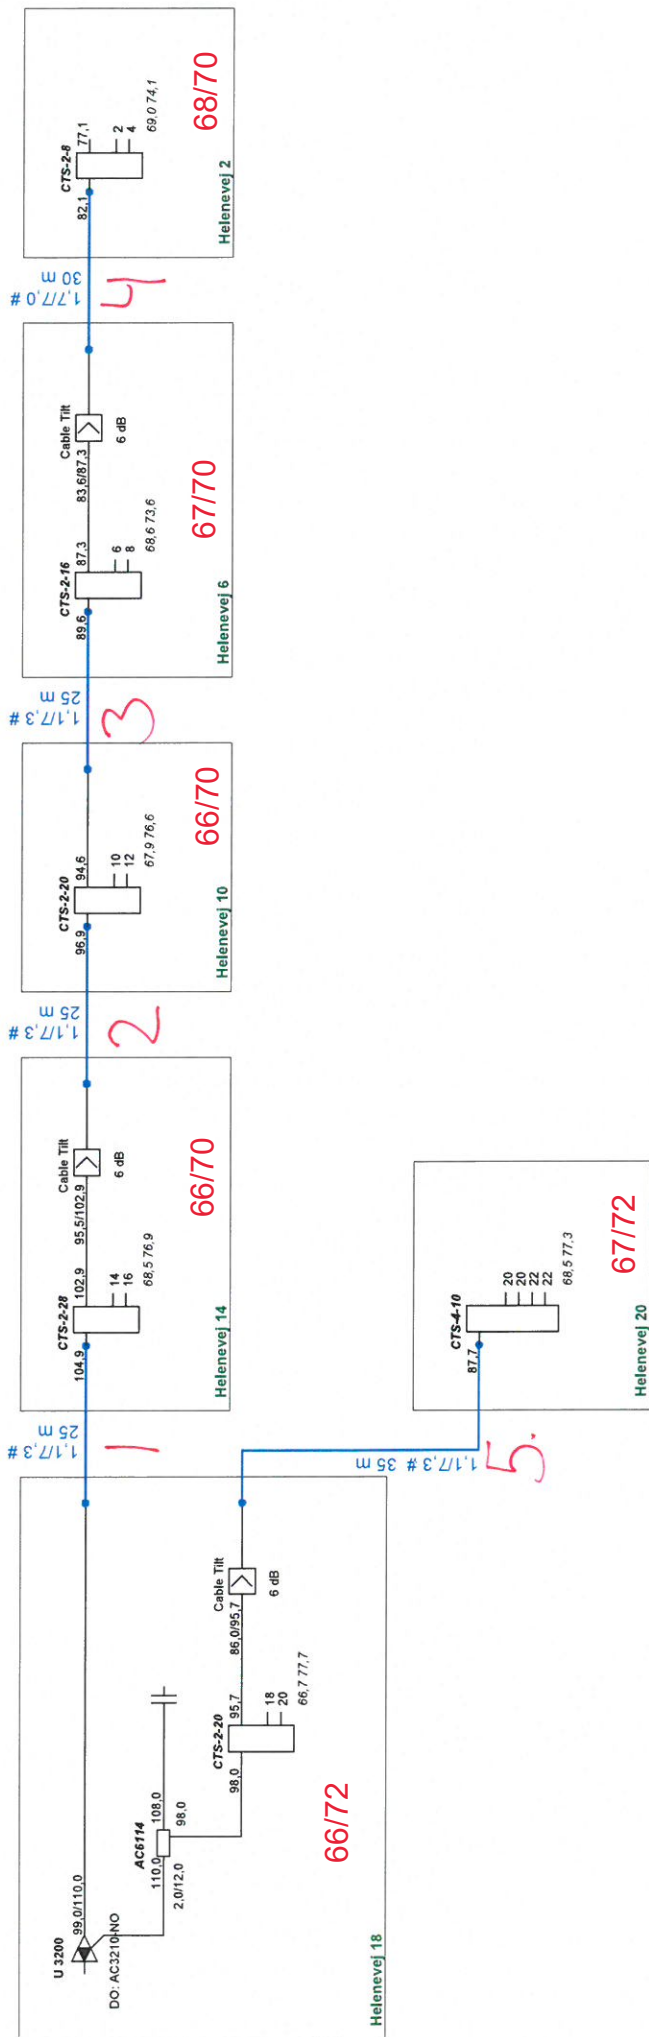 U 3200
99,0/110,0
DO: AC3210-NO
AC6114
110,0
108,0
2,0/12,0
98,0
98,0
CTS-2-20
95,7
86,0/95,7
Cable Tilt
6 dB
18
20
66,7 77,7
66/72
Helenevej 18
1,1/7,3 #
25 m
1
104,9
CTS-2-28
102,9
95,5/102,9
Cable Tilt
6 dB
14
16
68,5 76,9
66/70
Helenevej 14
1,1/7,3 #
25 m
2
96,9
CTS-2-20
94,6
10
12
67,9 76,6
66/70
Helenevej 10
1,1/7,3 #
25 m
3
89,6
CTS-2-16
87,3
83,6/87,3
Cable Tilt
6 dB
6
8
68,6 73,6
67/70
Helenevej 6
1,7/7,0 #
30 m
4
82,1
CTS-2-8
77,1
2
4
69,0 74,1
68/70
Helenevej 2
1,1/7,3 # 35 m
5.
87,7
CTS-4-10
20
20
22
22
68,5 77,3
67/72
Helenevej 20